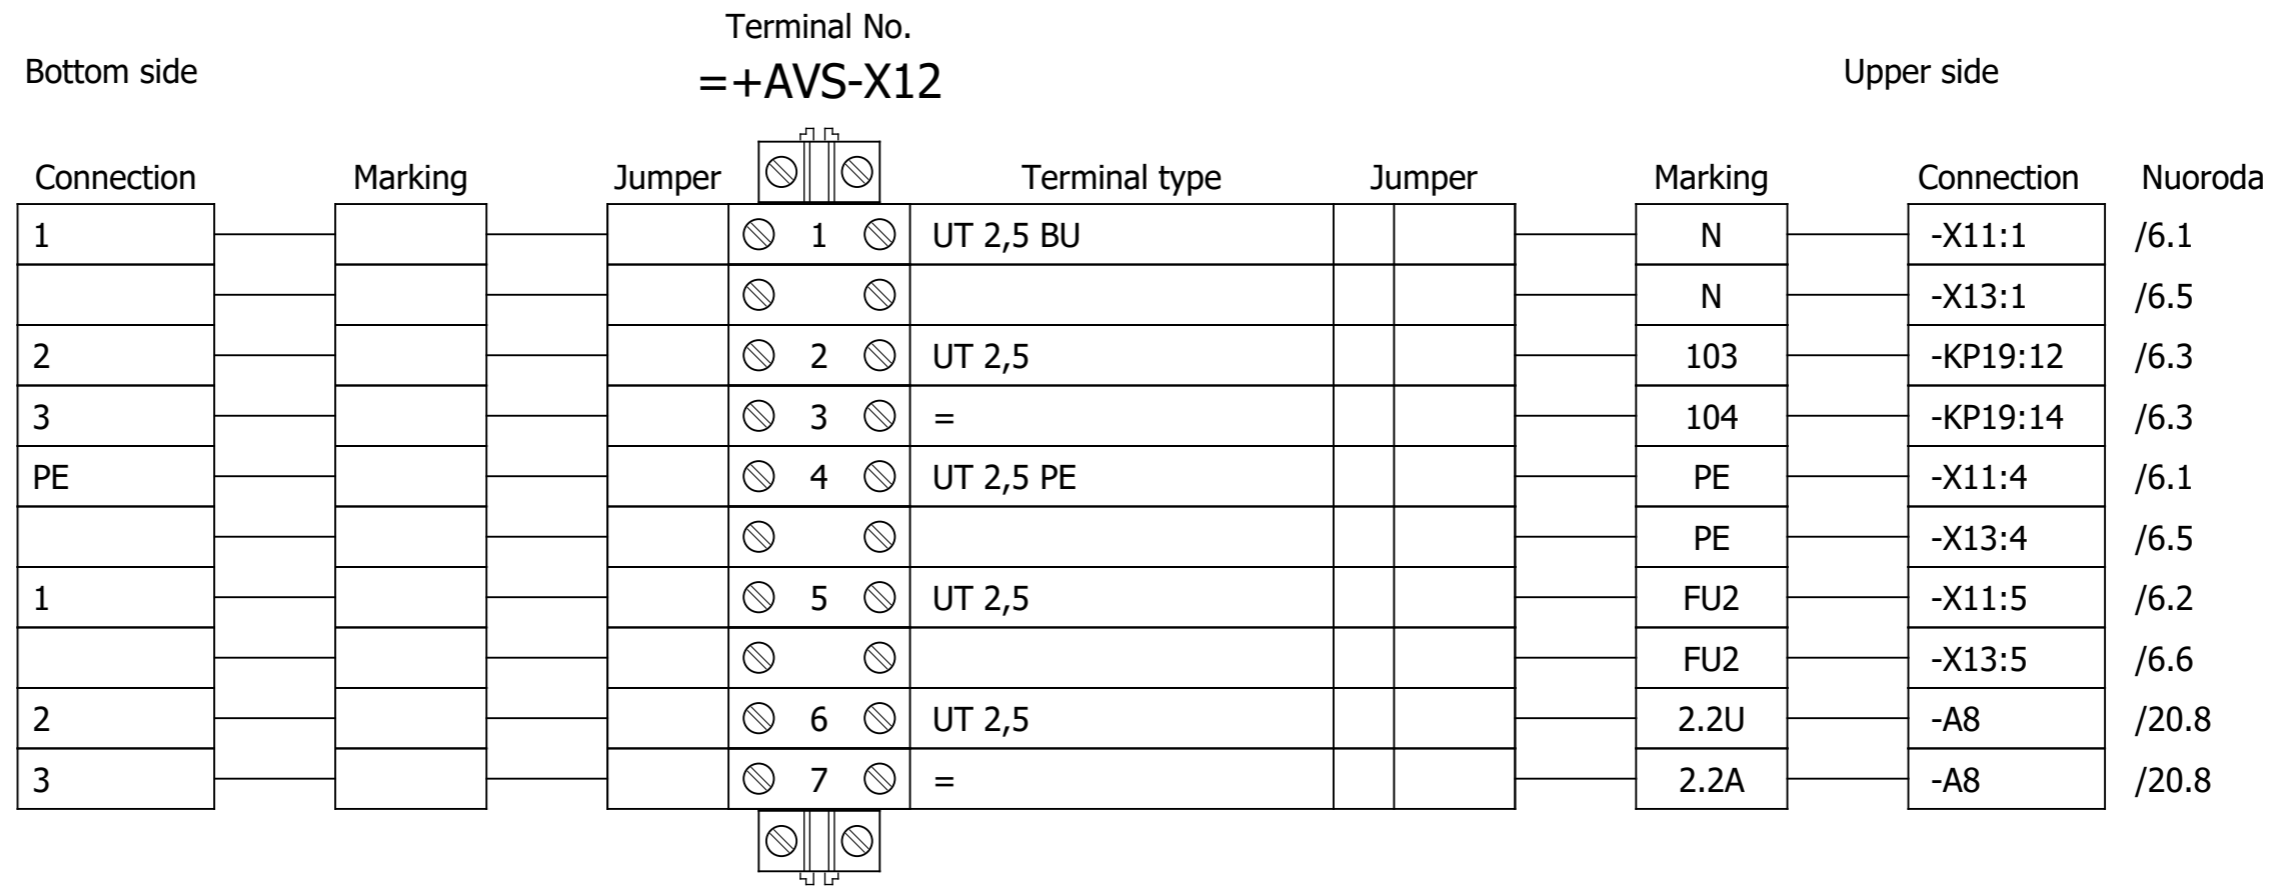 Terminal No.
Bottom side =+AVS-X12 Upper side
Connection Marking Jumper Terminal type Jumper Marking Connection Nuoroda
1 1 UT 2,5 BU N -X11:1 /6.1
N -X13:1 /6.5
2 2 UT 2,5 103 -KP19:12 /6.3
3 3 = 104 -KP19:14 /6.3
PE 4 UT 2,5 PE PE -X11:4 /6.1
PE -X13:4 /6.5
1 5 UT 2,5 FU2 -X11:5 /6.2
FU2 -X13:5 /6.6
2 6 UT 2,5 2.2U -A8 /20.8
3 7 = 2.2A -A8 /20.8